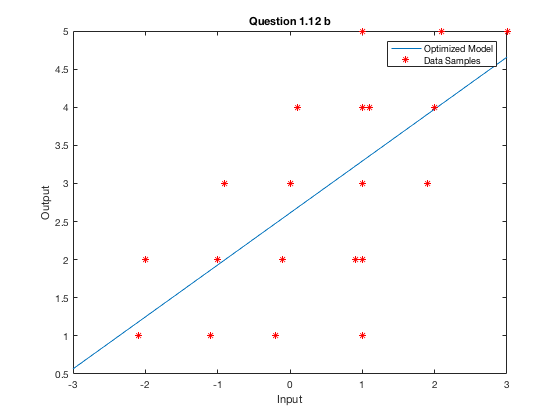 Question 1.12 b
Optimized Model
Data Samples
5
4.5
4
3.5
3
2.5
2
1.5
1
0.5
Output
-3 -2 -1 0 1 2 3
Input